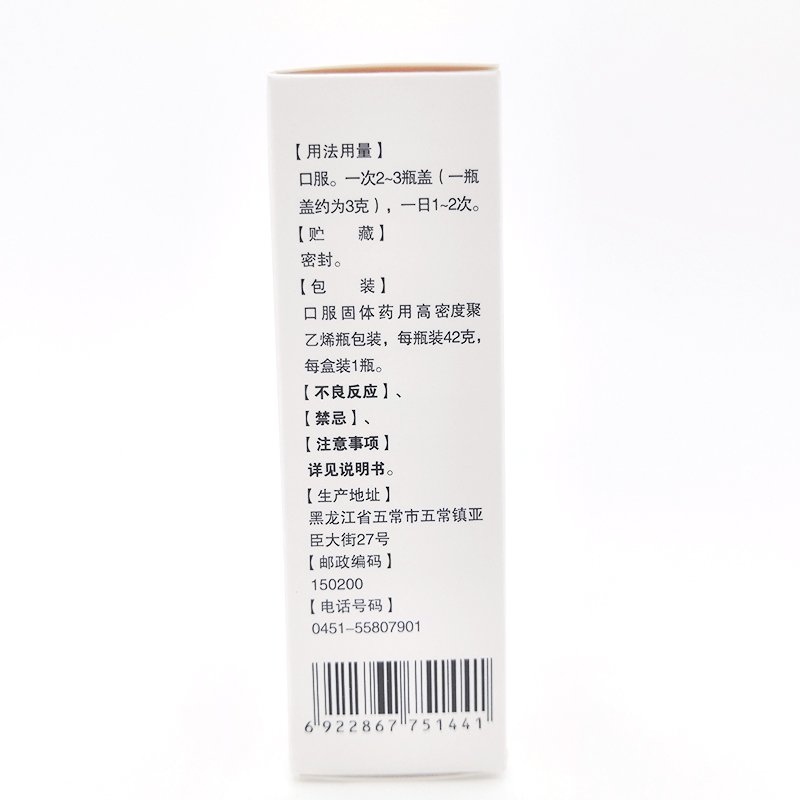 【用法用量】
口服。一次2~3瓶盖（一瓶
盖约为3克），一日1~2次。
【贮　　藏】
密封。
【包　　装】
口服固体药用高密度聚
乙烯瓶包装，每瓶装42克，
每盒装1瓶。
【不良反应】、
【禁忌】、
【注意事项】
详见说明书。
【生产地址】
黑龙江省五常市五常镇亚
臣大街27号
【邮政编码】
150200
【电话号码】
0451-55807901
6 922867 751441